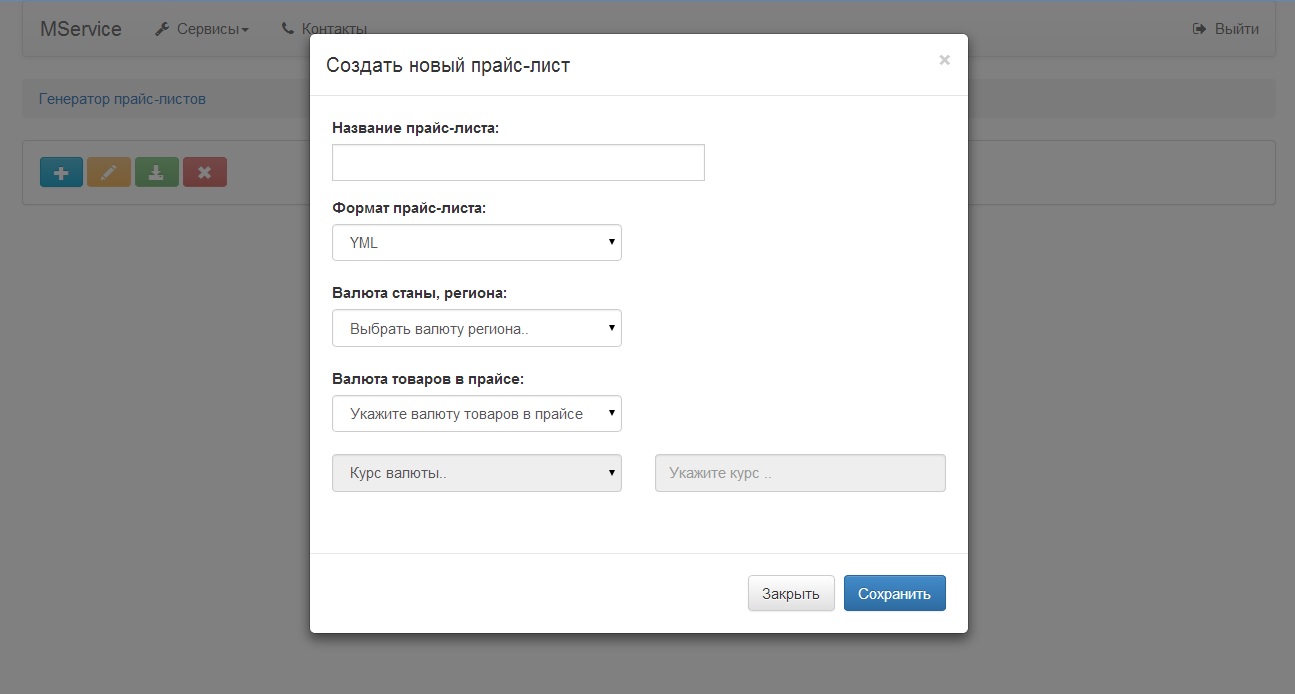 MService Сервисы Контакты Выйти
Генератор прайс-листов
Создать новый прайс-лист ×
Название прайс-листа:
Формат прайс-листа:
YML
Валюта станы, региона:
Выбрать валюту региона..
Валюта товаров в прайсе:
Укажите валюту товаров в прайсе
Курс валюты.. Укажите курс ..
Закрыть Сохранить